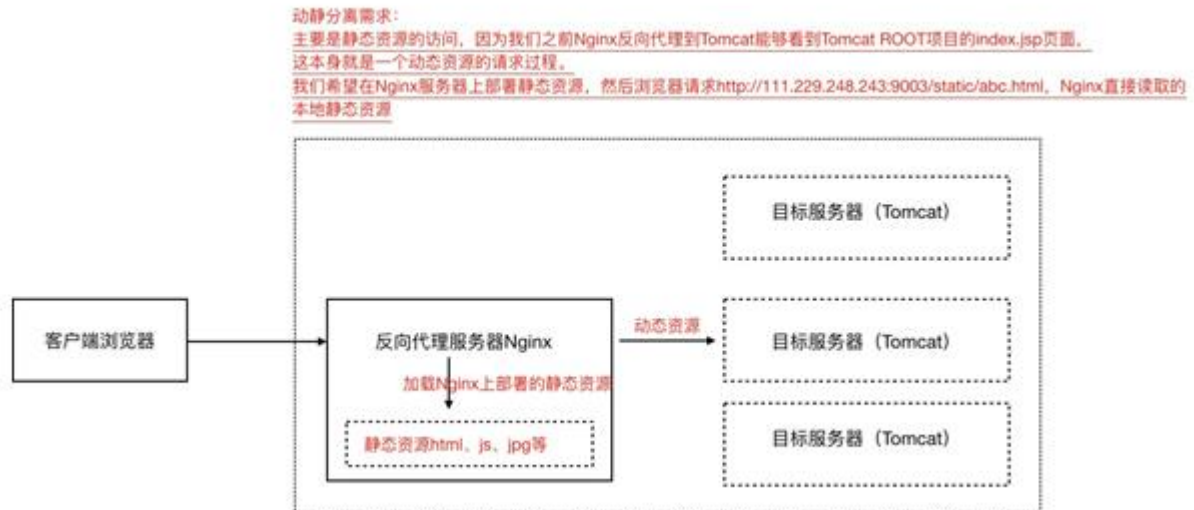 动静分离需求：
主要是静态资源的访问，因为我们之前Nginx反向代理到Tomcat能够看到Tomcat ROOT项目的index.jsp页面，
这本身就是一个动态资源的请求过程。
我们希望在Nginx服务器上部署静态资源，然后浏览器请求http://111.229.248.243:9003/static/abc.html，Nginx直接读取的
本地静态资源
目标服务器（Tomcat）
客户端浏览器
反向代理服务器Nginx
动态资源
目标服务器（Tomcat）
加载Nginx上部署的静态资源
静态资源html、js、jpg等
目标服务器（Tomcat）